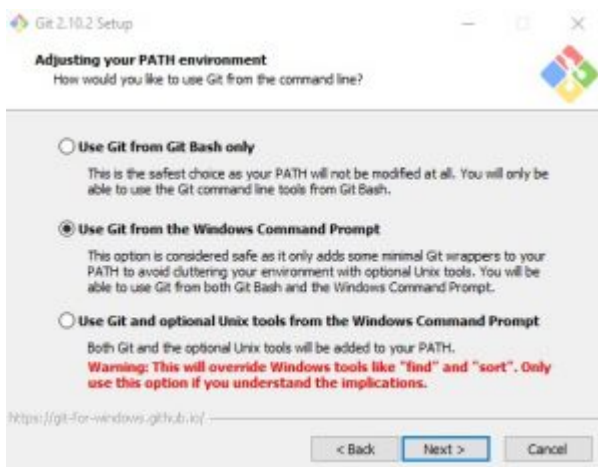 Git 2.10.2 Setup
Adjusting your PATH environment
How would you like to use Git from the command line?
Use Git from Git Bash only
This is the safest choice as your PATH will not be modified at all. You will only be
able to use the Git command line tools from Git Bash.
Use Git from the Windows Command Prompt
This option is considered safe as it only adds some minimal Git wrappers to your
PATH to avoid cluttering your environment with optional Unix tools. You will be
able to use Git from both Git Bash and the Windows Command Prompt.
Use Git and optional Unix tools from the Windows Command Prompt
Both Git and the optional Unix tools will be added to your PATH.
Warning: This will override Windows tools like "find" and "sort". Only
use this option if you understand the implications.
https://git-for-windows.github.io/
< Back Next > Cancel